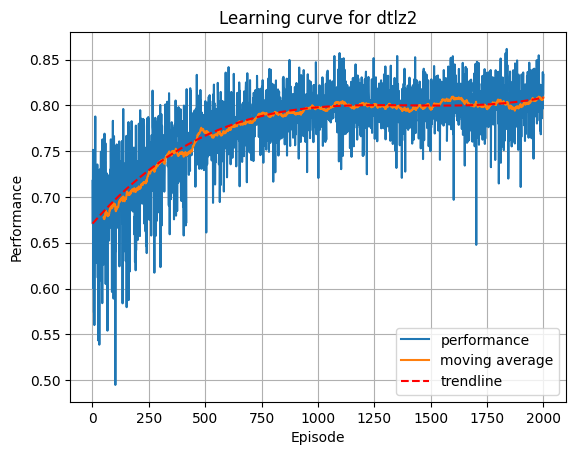 Learning curve for dtlz2
Performance
0.85
0.80
0.75
0.70
0.65
0.60
0.55
0.50
performance
moving average
trendline
0 250 500 750 1000 1250 1500 1750 2000
Episode